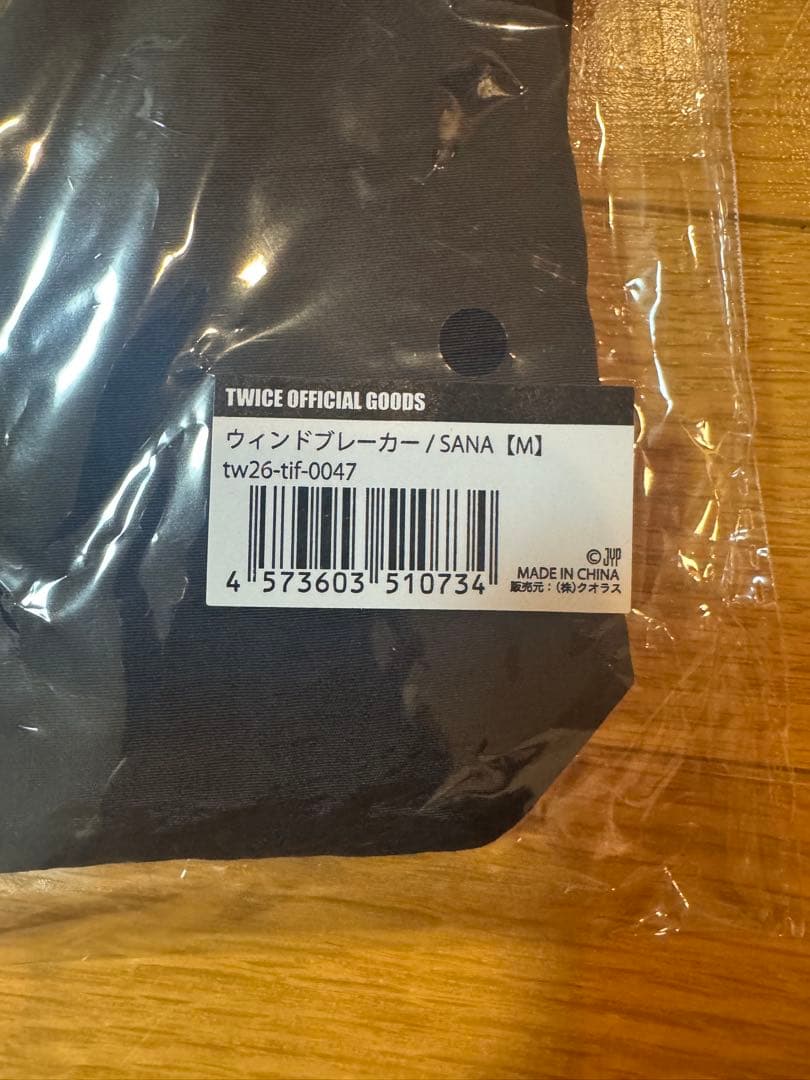 TWICE OFFICIAL GOODS
ウィンドブレーカー / SANA【M】
tw26-tif-0047
4 573603 510734
©JYP
MADE IN CHINA
販売元：(株)クオラス